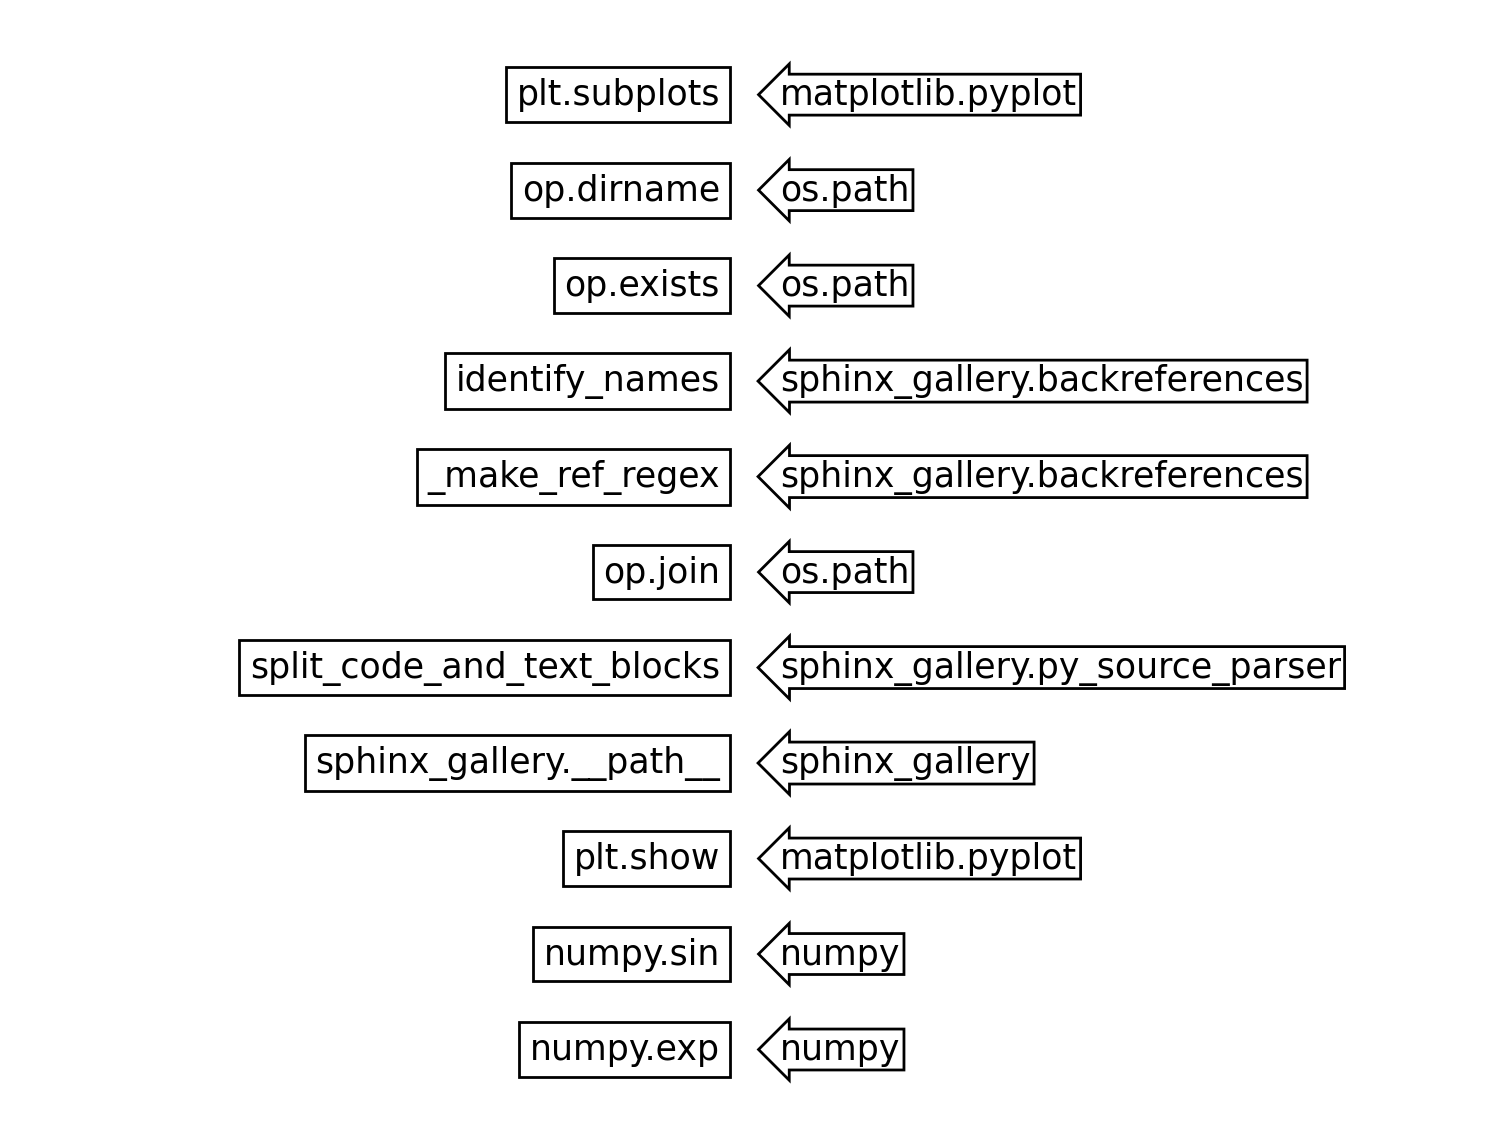 plt.subplots matplotlib.pyplot
op.dirname os.path
op.exists os.path
identify_names sphinx_gallery.backreferences
_make_ref_regex sphinx_gallery.backreferences
op.join os.path
split_code_and_text_blocks sphinx_gallery.py_source_parser
sphinx_gallery.__path__ sphinx_gallery
plt.show matplotlib.pyplot
numpy.sin numpy
numpy.exp numpy